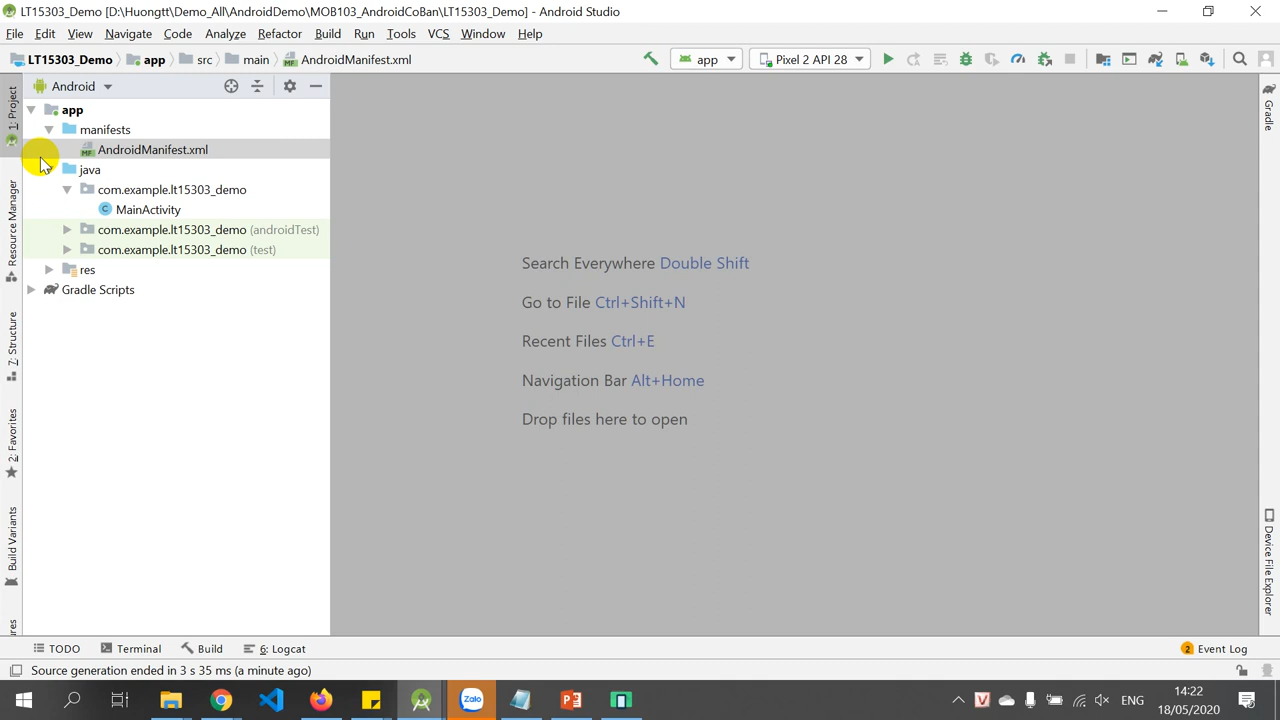 LT15303_Demo [D:\Huongtt\Demo_All\AndroidDemo\MOB103_AndroidCoBan\LT15303_Demo] - Android Studio
File Edit View Navigate Code Analyze Refactor Build Run Tools VCS Window Help
LT15303_Demo app src main AndroidManifest.xml app Pixel 2 API 28
1: Project
Resource Manager
7: Structure
2: Favorites
Build Variants
Android
app
manifests
AndroidManifest.xml
java
com.example.lt15303_demo
MainActivity
com.example.lt15303_demo (androidTest)
com.example.lt15303_demo (test)
res
Gradle Scripts
Search Everywhere Double Shift
Go to File Ctrl+Shift+N
Recent Files Ctrl+E
Navigation Bar Alt+Home
Drop files here to open
Gradle
Device File Explorer
TODO Terminal Build 6: Logcat 2 Event Log
Source generation ended in 3 s 35 ms (a minute ago)
Zalo ENG 14:22
18/05/2020